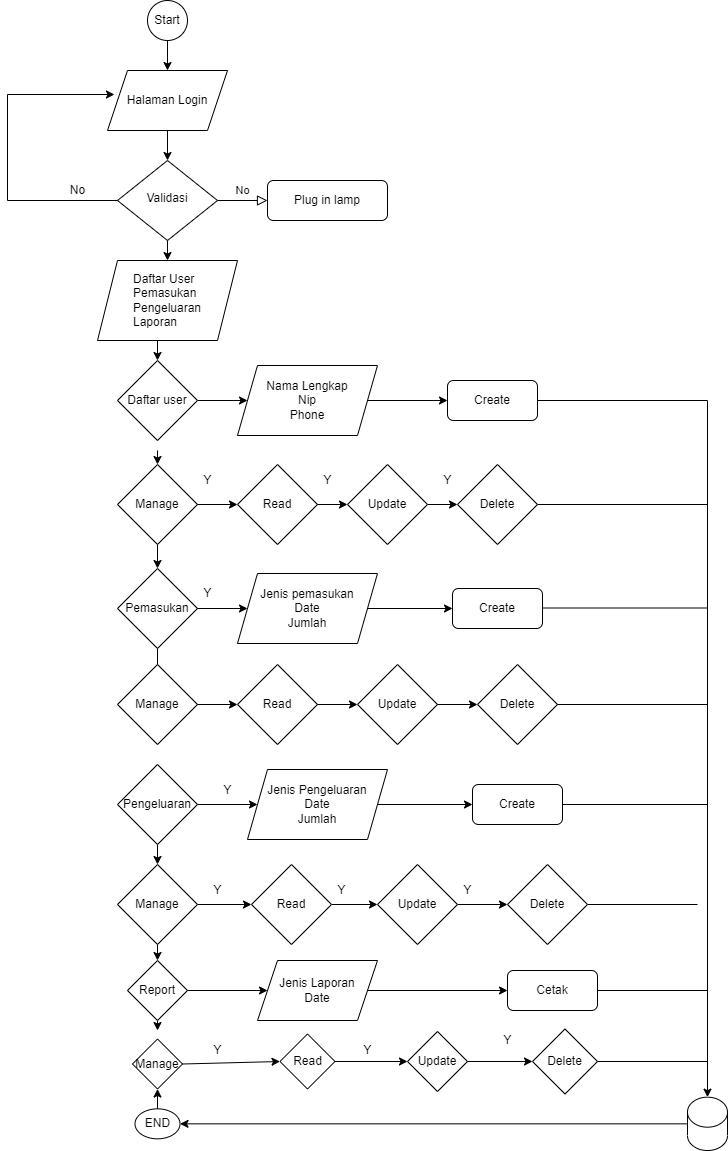 Start
Halaman Login
No
Validasi
No
Plug in lamp
Daftar User
Pemasukan
Pengeluaran
Laporan
Daftar user
Nama Lengkap
Nip
Phone
Create
Manage
Y
Read
Y
Update
Y
Delete
Pemasukan
Y
Jenis pemasukan
Date
Jumlah
Create
Manage
Read
Update
Delete
Pengeluaran
Y
Jenis Pengeluaran
Date
Jumlah
Create
Manage
Y
Read
Y
Update
Y
Delete
Report
Jenis Laporan
Date
Cetak
Manage
Y
Read
Y
Update
Y
Delete
END